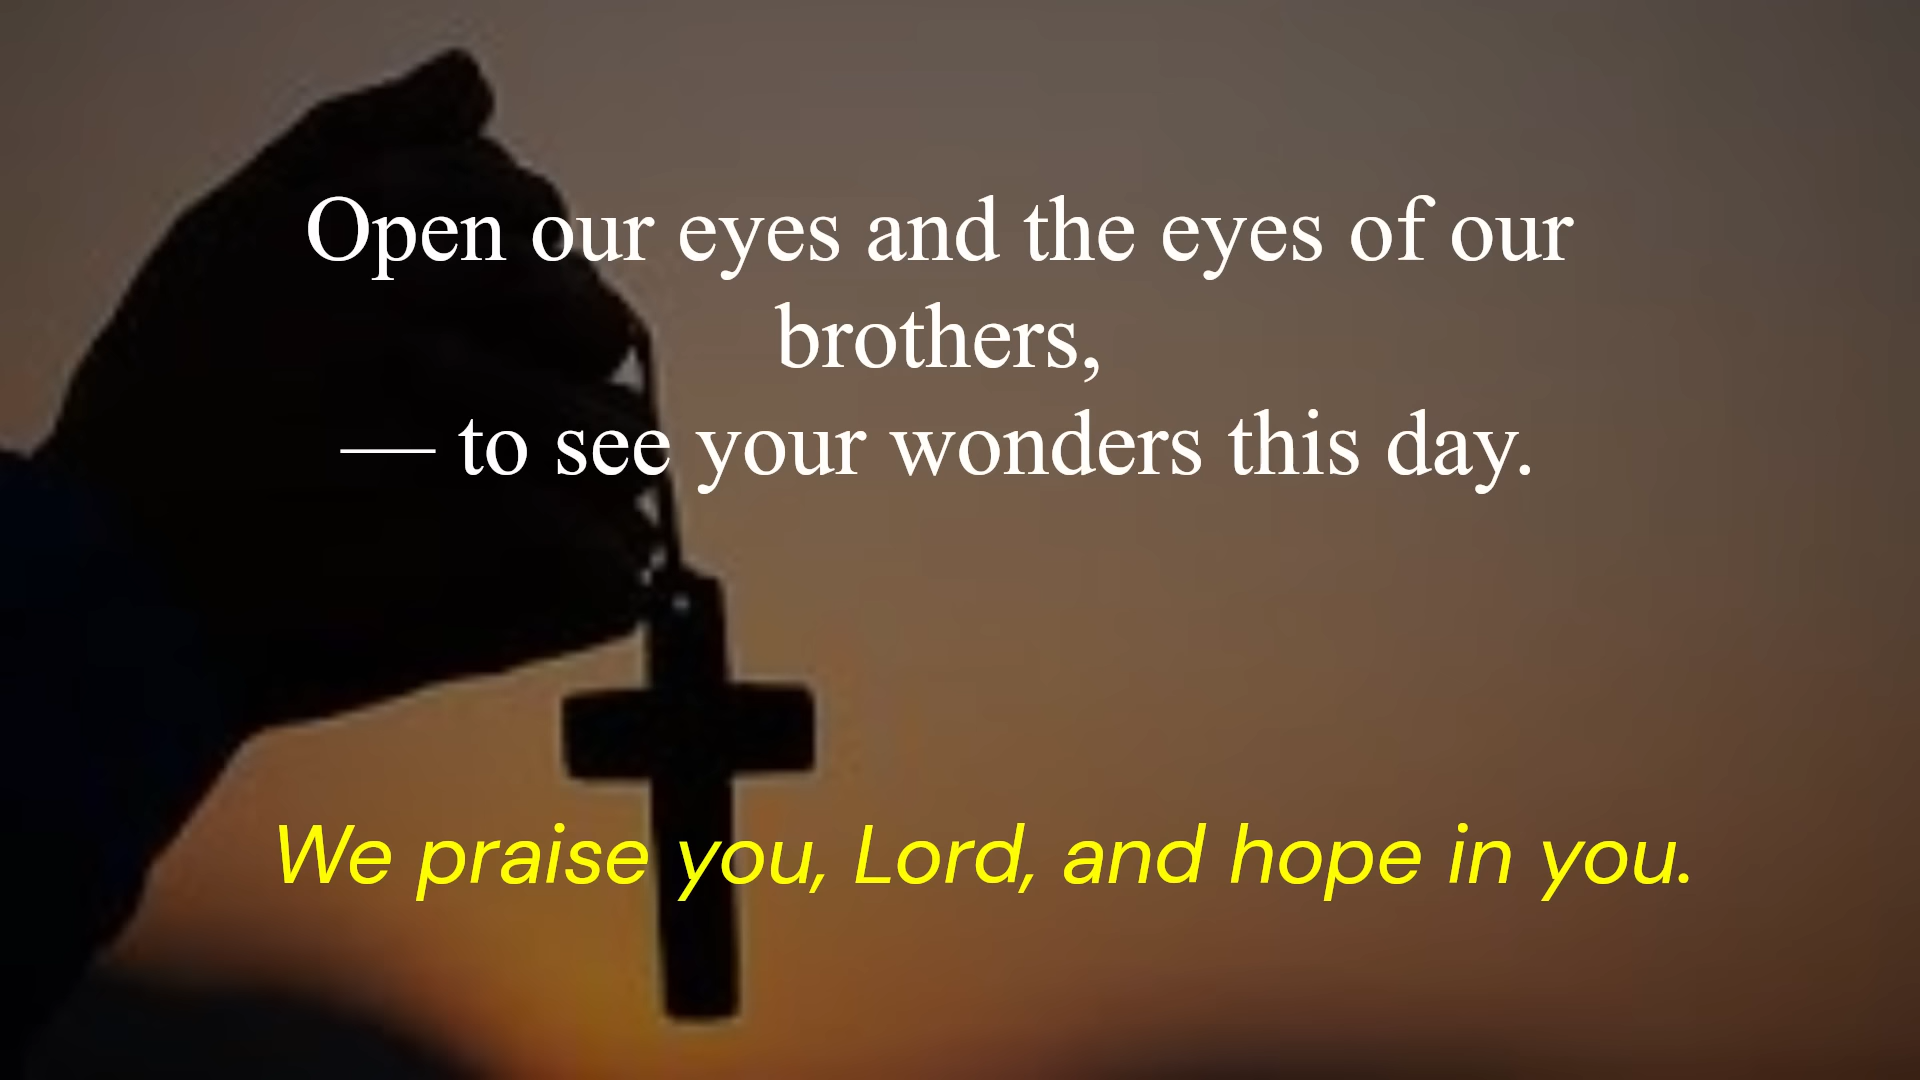 Open our eyes and the eyes of our
brothers,
— to see your wonders this day.
We praise you, Lord, and hope in you.